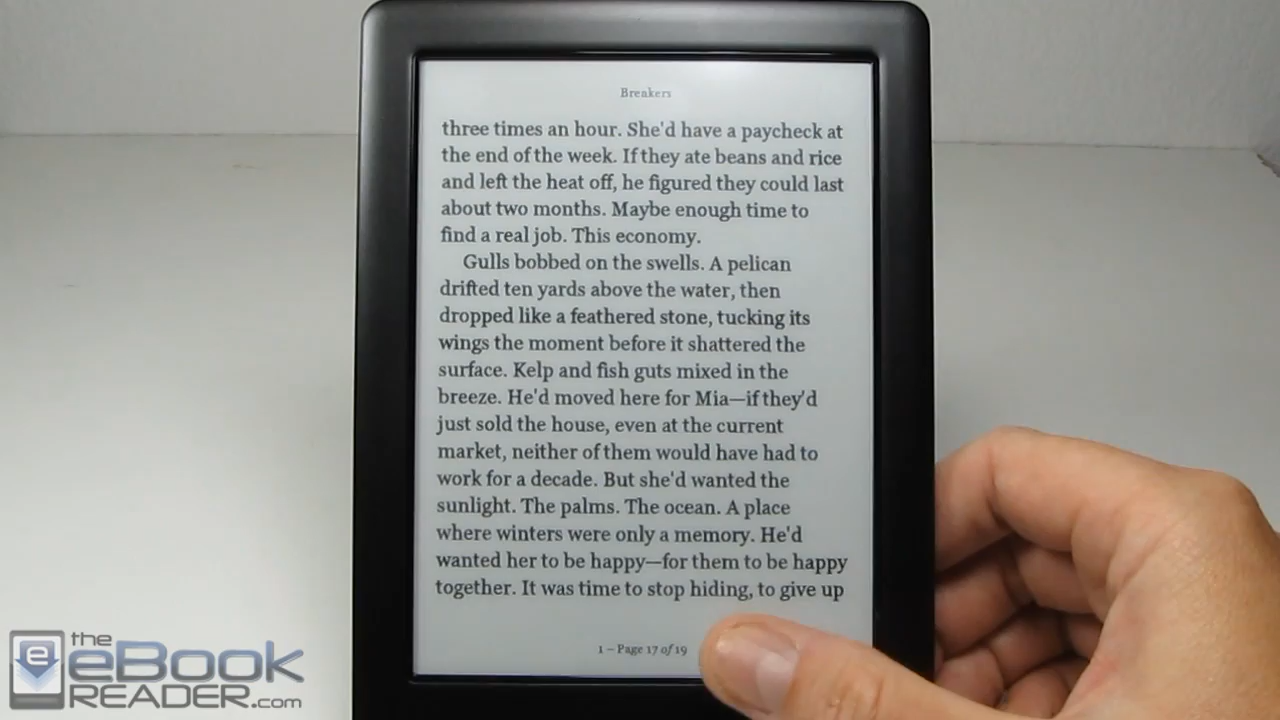 Breakers
three times an hour. She'd have a paycheck at
the end of the week. If they ate beans and rice
and left the heat off, he figured they could last
about two months. Maybe enough time to
find a real job. This economy.
Gulls bobbed on the swells. A pelican
drifted ten yards above the water, then
dropped like a feathered stone, tucking its
wings the moment before it shattered the
surface. Kelp and fish guts mixed in the
breeze. He'd moved here for Mia—if they'd
just sold the house, even at the current
market, neither of them would have had to
work for a decade. But she'd wanted the
sunlight. The palms. The ocean. A place
where winters were only a memory. He'd
wanted her to be happy—for them to be happy
together. It was time to stop hiding, to give up
1 – Page 17 of 19
the
eBook
READER.com
e